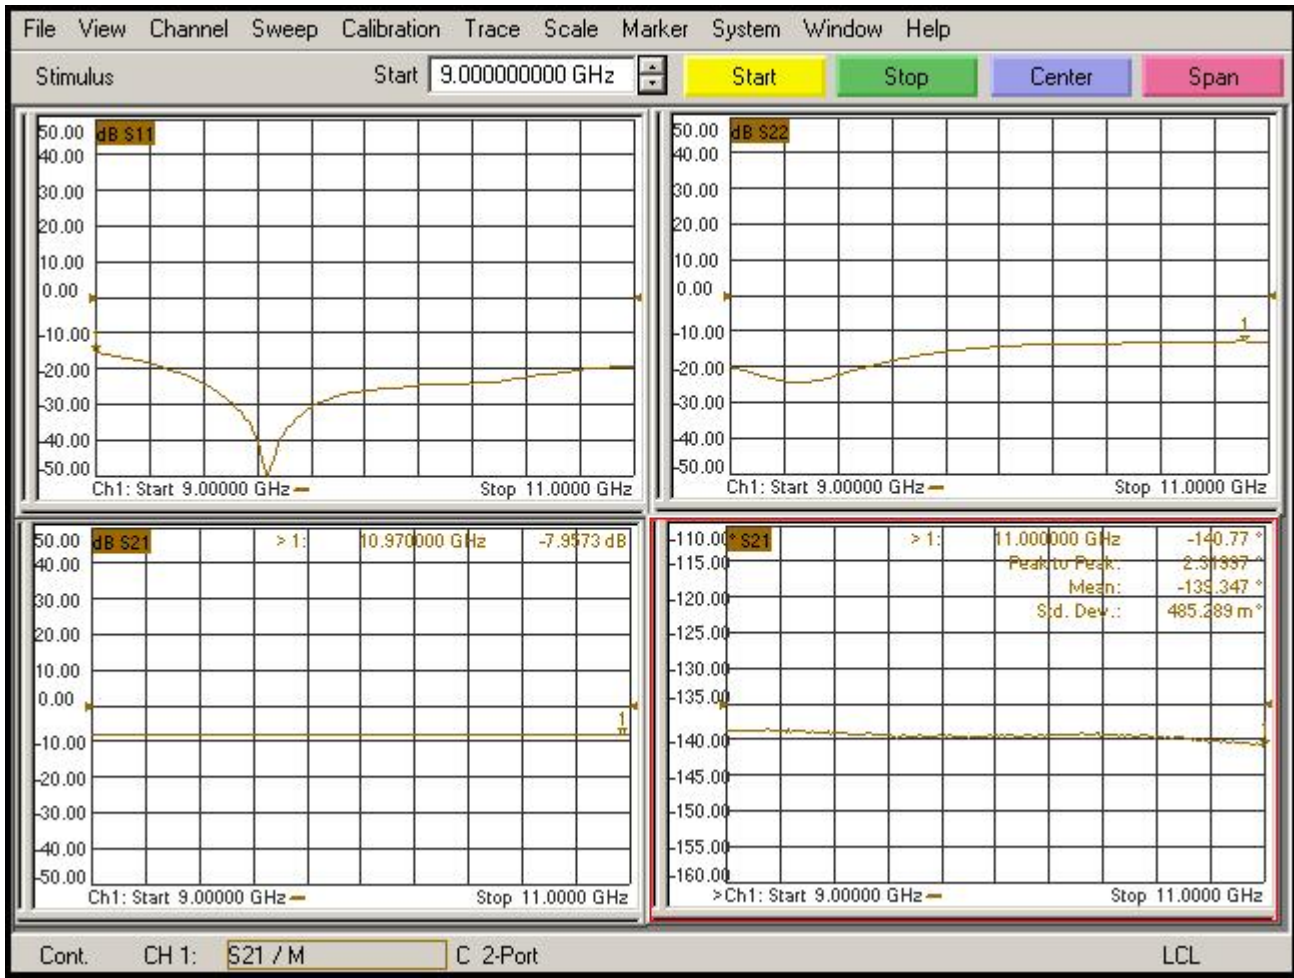 File View Channel Sweep Calibration Trace Scale Marker System Window Help
Stimulus Start 9.000000000 GHz Start Stop Center Span
50.00 dB S11
40.00
30.00
20.00
10.00
0.00
-10.00
-20.00
-30.00
-40.00
-50.00
1
Ch1: Start 9.00000 GHz Stop 11.0000 GHz
50.00 dB S22
40.00
30.00
20.00
10.00
0.00
-10.00
-20.00
-30.00
-40.00
-50.00
1
Ch1: Start 9.00000 GHz Stop 11.0000 GHz
50.00 dB S21 > 1: 10.970000 GHz -7.9573 dB
40.00
30.00
20.00
10.00
0.00
-10.00
-20.00
-30.00
-40.00
-50.00
1
Ch1: Start 9.00000 GHz Stop 11.0000 GHz
-110.00 ° S21 > 1: 11.000000 GHz -140.77 °
-115.00 Peak to Peak: 2.31997 °
Mean: -139.347 °
-120.00 Std. Dev.: 485.289 m°
-125.00
-130.00
-135.00
-140.00
-145.00
-150.00
-155.00
-160.00
>Ch1: Start 9.00000 GHz Stop 11.0000 GHz
Cont. CH 1: S21 / M C 2-Port LCL